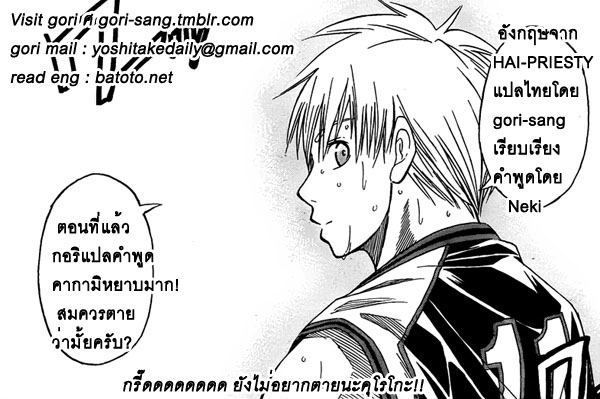 Visit gori ที่ gori-sang.tmblr.com
gori mail : yoshitakedaily@gmail.com
read eng : batoto.net
อังกฤษจาก
HAI-PRIESTY
แปลไทยโดย
gori-sang
เรียบเรียง
คำพูดโดย
Neki
ตอนที่แล้ว
กอริแปลคำพูด
คากามิหยาบมาก!
สมควรตาย
ว่ามั้ยครับ?
11
กรี๊ดดดดดดดดด ยังไม่อยากตายนะคุโรโกะ!!